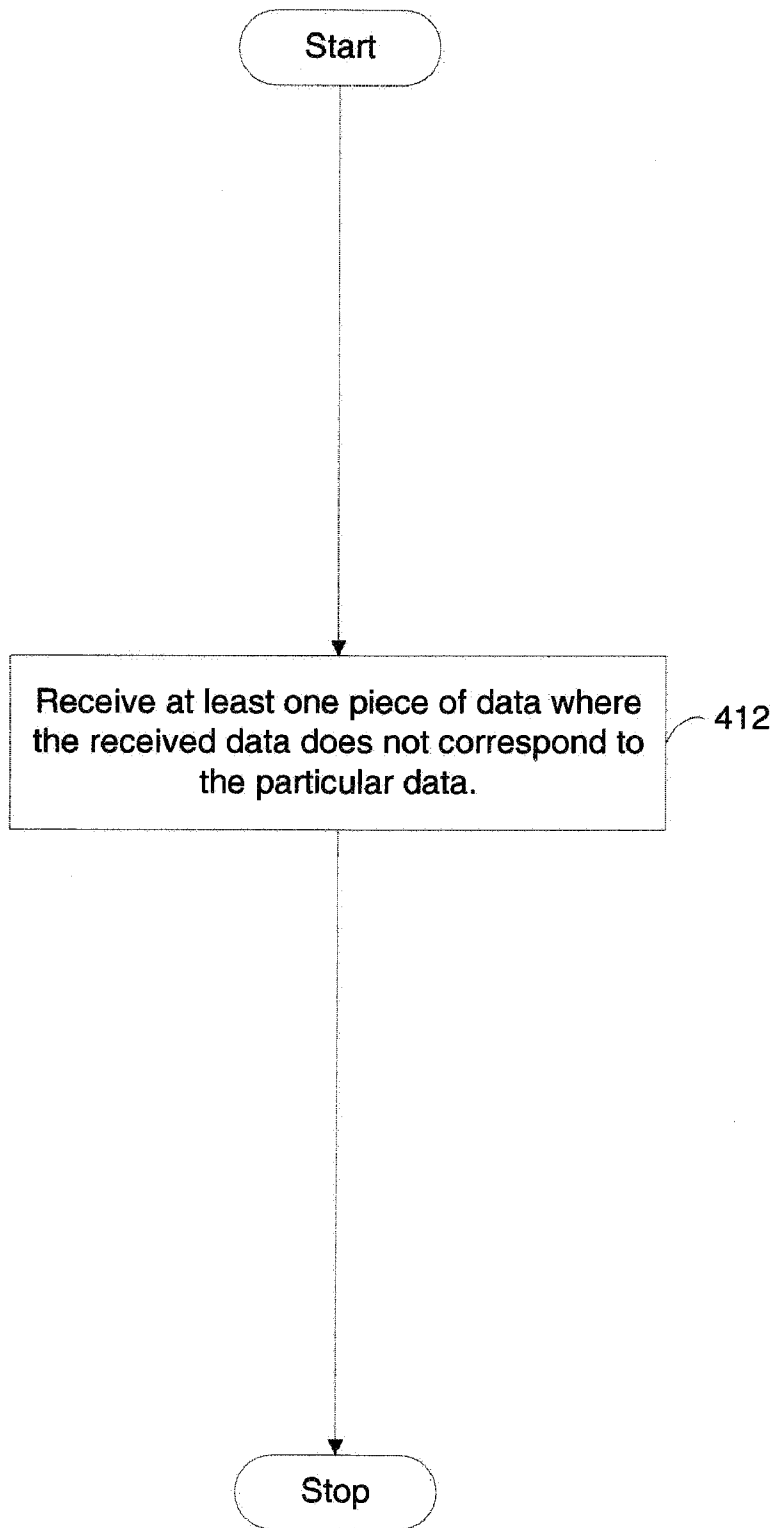 Start
Receive at least one piece of data where
the received data does not correspond to
the particular data.
412
Stop